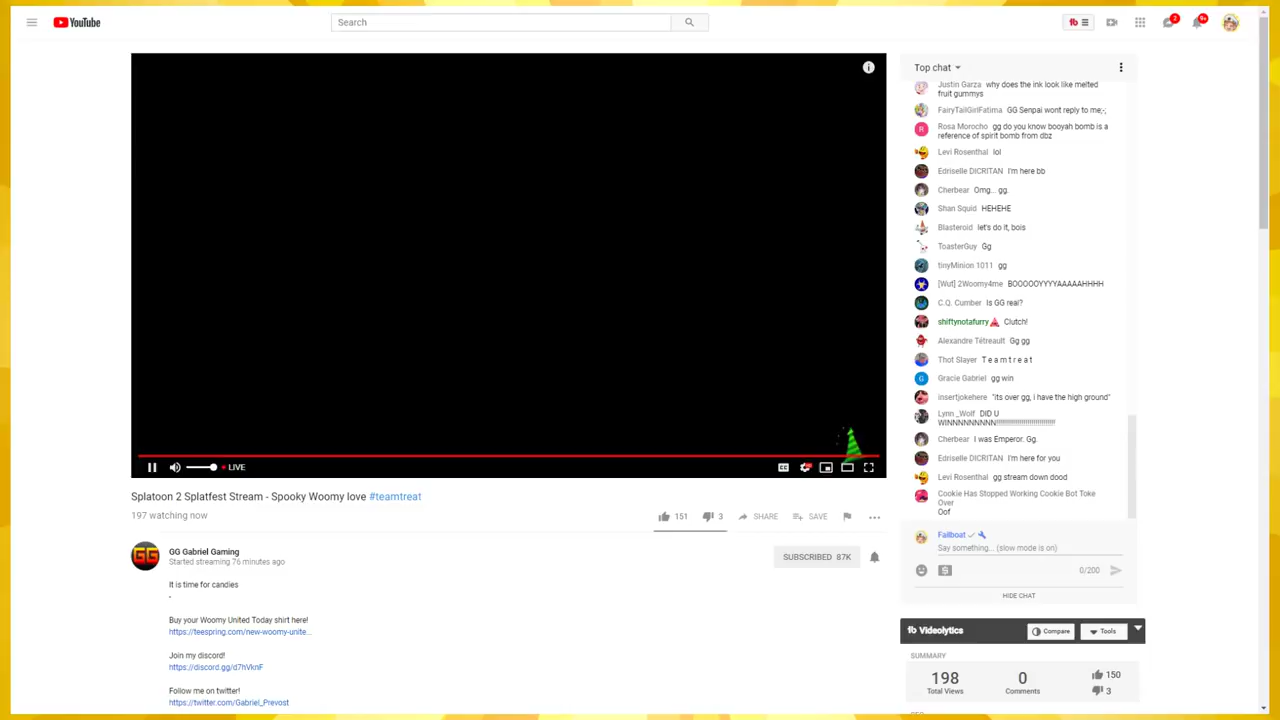 YouTube
Search
tb
2
9+
Top chat
Justin Garza why does the ink look like melted
fruit gummys
FairyTailGirlFatima GG Senpai wont reply to me;-;
R
Rosa Morocho gg do you know booyah bomb is a
reference of spirit bomb from dbz
Levi Rosenthal lol
Edriselle DICRITAN I'm here bb
Cherbear Omg... gg.
Shan Squid HEHEHE
Blasteroid let's do it, bois
ToasterGuy Gg
tinyMinion 1011 gg
[Wut] 2Woomy4me BOOOOOYYYYAAAAAHHHH
C.Q. Cumber Is GG real?
shiftynotafurry Clutch!
Alexandre Tétreault Gg gg
Thot Slayer T e a m t r e a t
G
Gracie Gabriel gg win
insertjokehere "its over gg, i have the high ground"
Lynn _Wolf DID U
Cherbear I was Emperor. Gg.
Edriselle DICRITAN I'm here for you
Levi Rosenthal gg stream down dood
Cookie Has Stopped Working Cookie Bot Toke
Over
Oof
Failboat
Say something... (slow mode is on)
0/200
HIDE CHAT
LIVE
CC
Splatoon 2 Splatfest Stream - Spooky Woomy love #teamtreat
197 watching now
151
3
SHARE
SAVE
GG
GG Gabriel Gaming
Started streaming 76 minutes ago
SUBSCRIBED 87K
It is time for candies
-
Buy your Woomy United Today shirt here!
https://teespring.com/new-woomy-unite...
Join my discord!
https://discord.gg/d7hVknF
Follow me on twitter!
https://twitter.com/Gabriel_Prevost
tb Videolytics
Compare
Tools
SUMMARY
198
Total Views
0
Comments
150
3